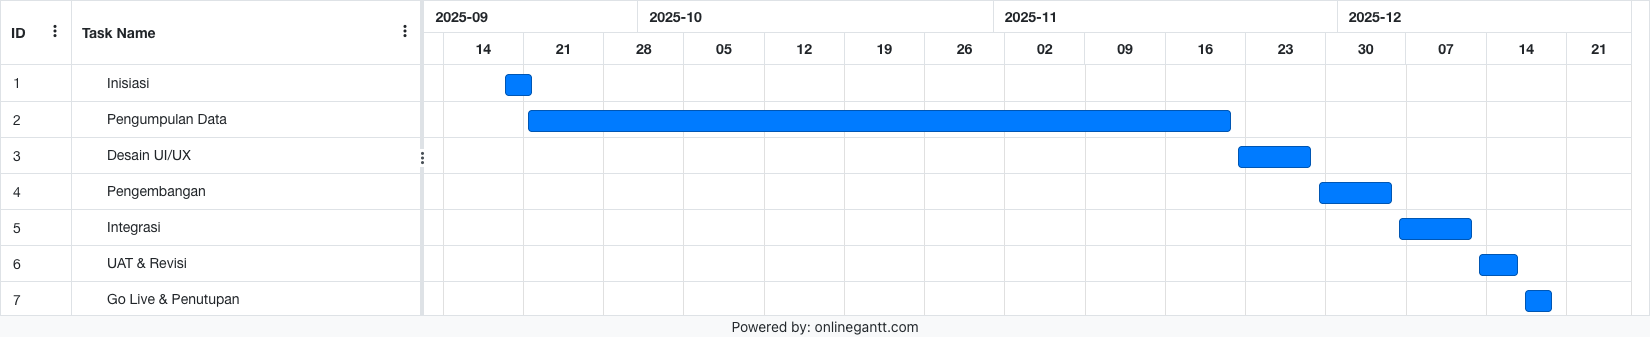 2025-09 2025-10 2025-11 2025-12
ID Task Name
14 21 28 05 12 19 26 02 09 16 23 30 07 14 21
1 Inisiasi
2 Pengumpulan Data
3 Desain UI/UX
4 Pengembangan
5 Integrasi
6 UAT & Revisi
7 Go Live & Penutupan
Powered by: onlinegantt.com